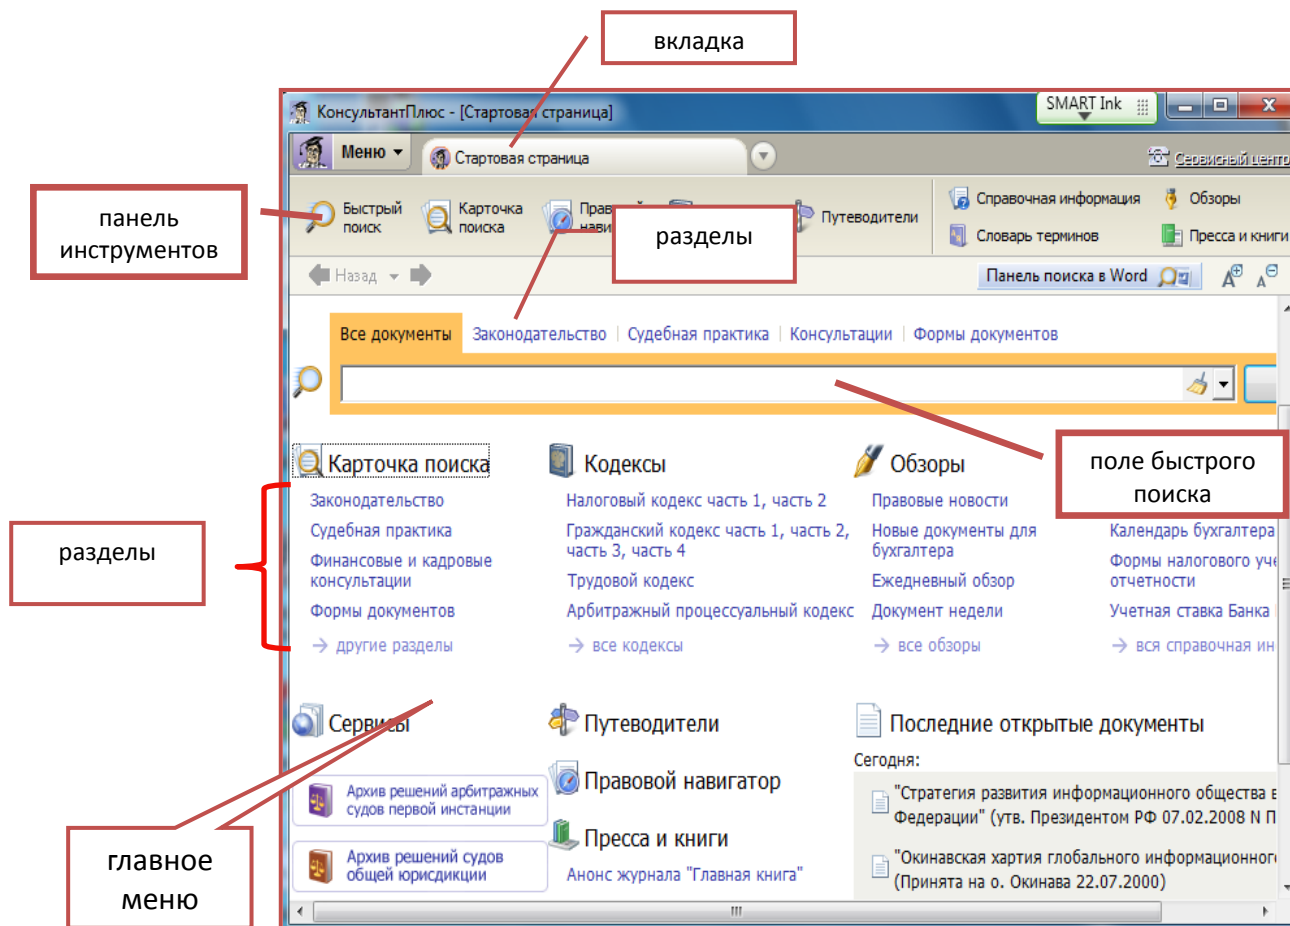 вкладка
КонсультантПлюс - [Стартовая страница]
SMART Ink
Меню
Стартовая страница
Сервисный центр
панель
инструментов
Быстрый
поиск
Карточка
поиска
разделы
Путеводители
Справочная информация
Обзоры
Словарь терминов
Пресса и книги
Назад
Панель поиска в Word
Все документы
Законодательство
Судебная практика
Консультации
Формы документов
поле быстрого
поиска
разделы
Карточка поиска
Законодательство
Судебная практика
Финансовые и кадровые
консультации
Формы документов
→ другие разделы
Кодексы
Налоговый кодекс часть 1, часть 2
Гражданский кодекс часть 1, часть 2,
часть 3, часть 4
Трудовой кодекс
Арбитражный процессуальный кодекс
→ все кодексы
Обзоры
Правовые новости
Новые документы для
бухгалтера
Ежедневный обзор
Документ недели
→ все обзоры
Календарь бухгалтера
Формы налогового
отчетности
Учетная ставка Банка
→ вся справочная
главное
меню
Сервисы
Архив решений арбитражных
судов первой инстанции
Архив решений судов
общей юрисдикции
Путеводители
Правовой навигатор
Пресса и книги
Анонс журнала "Главная книга"
Последние открытые документы
Сегодня:
"Стратегия развития информационного общества в
Федерации" (утв. Президентом РФ 07.02.2008 N
"Окинавская хартия глобального
(Принята на о. Окинава 22.07.2000)